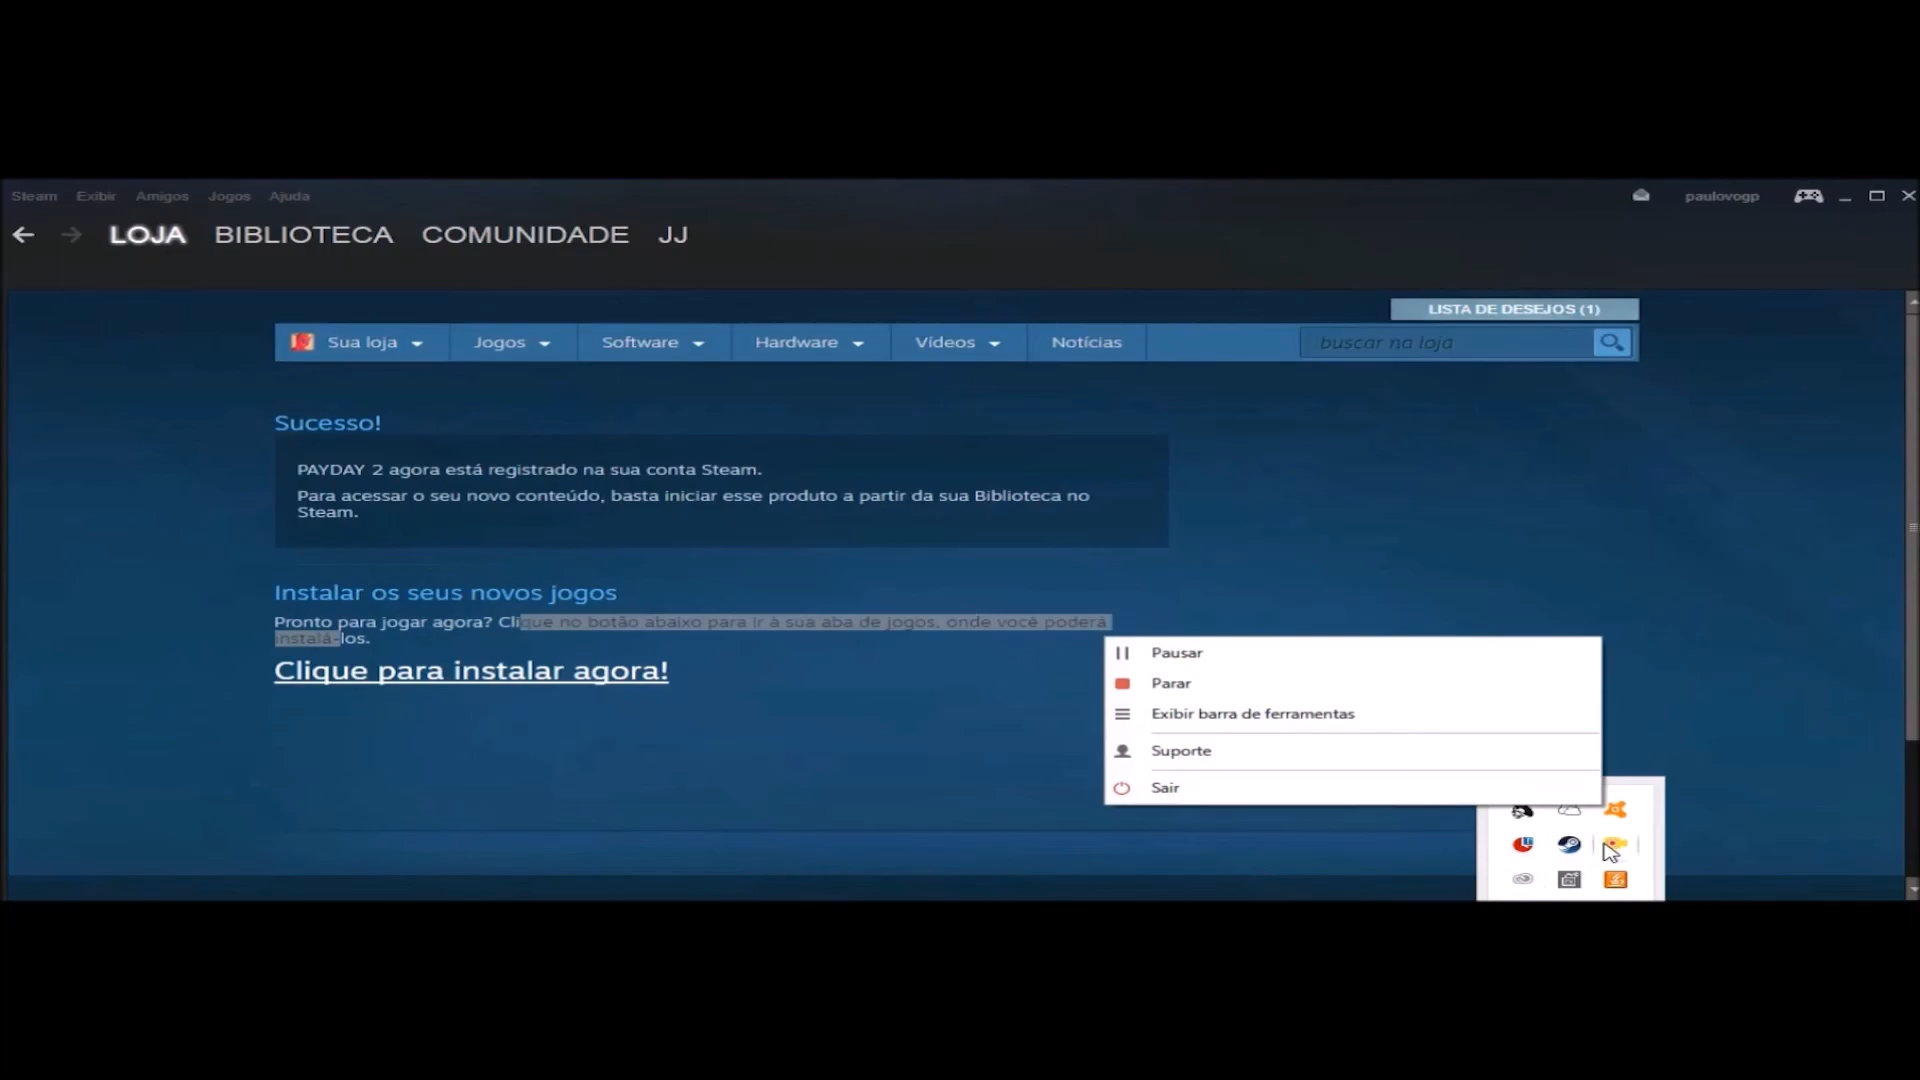 Steam Exibir Amigos Jogos Ajuda
paulovogp
LOJA BIBLIOTECA COMUNIDADE JJ
LISTA DE DESEJOS (1)
Sua loja Jogos Software Hardware Vídeos Notícias buscar na loja
Sucesso!
PAYDAY 2 agora está registrado na sua conta Steam.
Para acessar o seu novo conteúdo, basta iniciar esse produto a partir da sua Biblioteca no
Steam.
Instalar os seus novos jogos
Pronto para jogar agora? Clique no botão abaixo para ir à sua aba de jogos, onde você poderá
instalá-los.
Clique para instalar agora!
Pausar
Parar
Exibir barra de ferramentas
Suporte
Sair